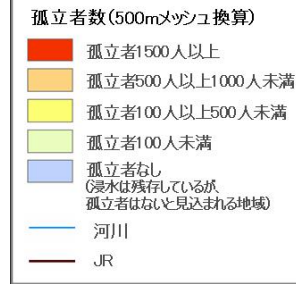 孤立者数(500mメッシュ換算)
孤立者1500人以上
孤立者500人以上1000人未満
孤立者100人以上500人未満
孤立者100人未満
孤立者なし
(浸水は残存しているが、
孤立者はないと見込まれる地域)
河川
JR